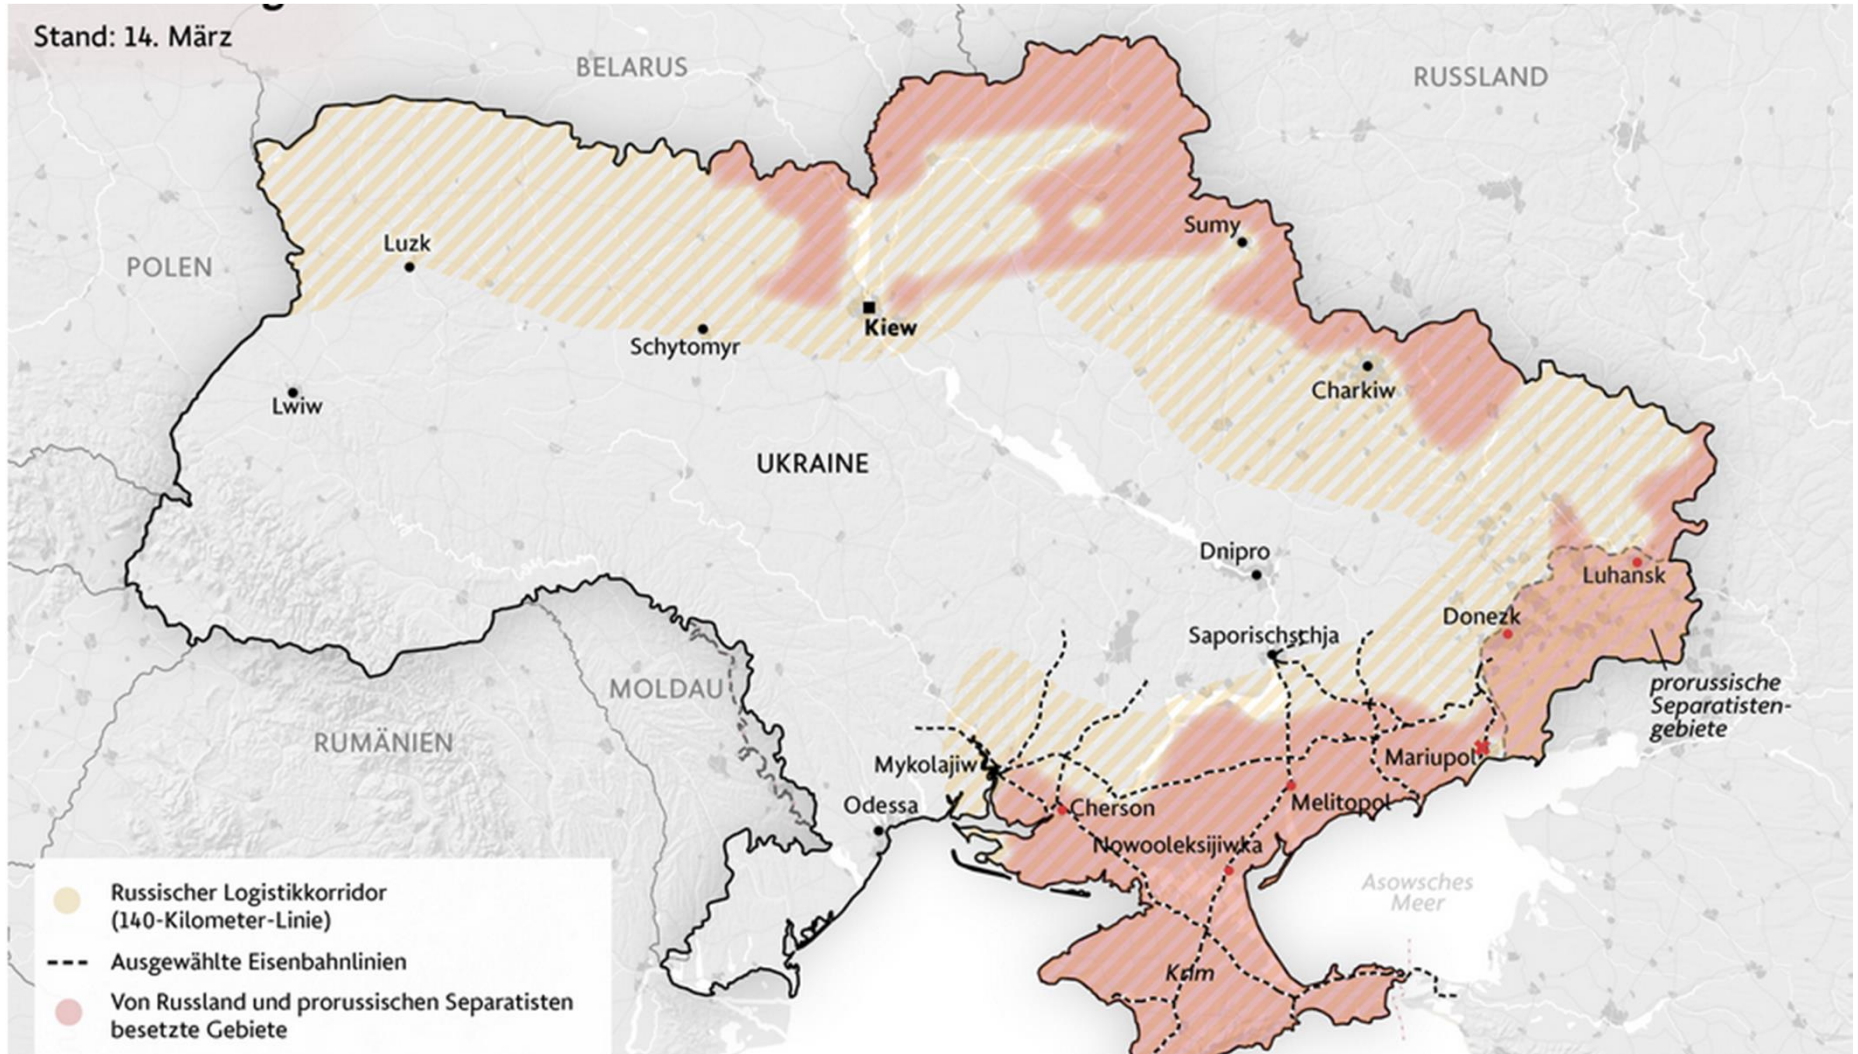 Stand: 14. März
BELARUS
RUSSLAND
POLEN
Luzk
Sumy
Kiew
Schytomyr
Charkiw
Lwiw
UKRAINE
Dnipro
Luhansk
Donezk
Saporischschja
MOLDAU
prorussische
Separatisten-
gebiete
RUMÄNIEN
Mariupol
Mykolajiw
Odessa
Cherson
Melitopol
Nowooleksijiwka
Asowsches
Meer
Krim
Russischer Logistikkorridor
(140-Kilometer-Linie)
Ausgewählte Eisenbahnlinien
Von Russland und prorussischen Separatisten
besetzte Gebiete